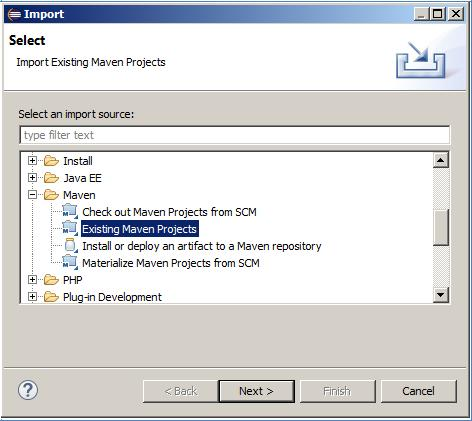 Import
Select
Import Existing Maven Projects
Select an import source:
type filter text
Install
Java EE
Maven
Check out Maven Projects from SCM
Existing Maven Projects
Install or deploy an artifact to a Maven repository
Materialize Maven Projects from SCM
PHP
Plug-in Development
? < Back Next > Finish Cancel